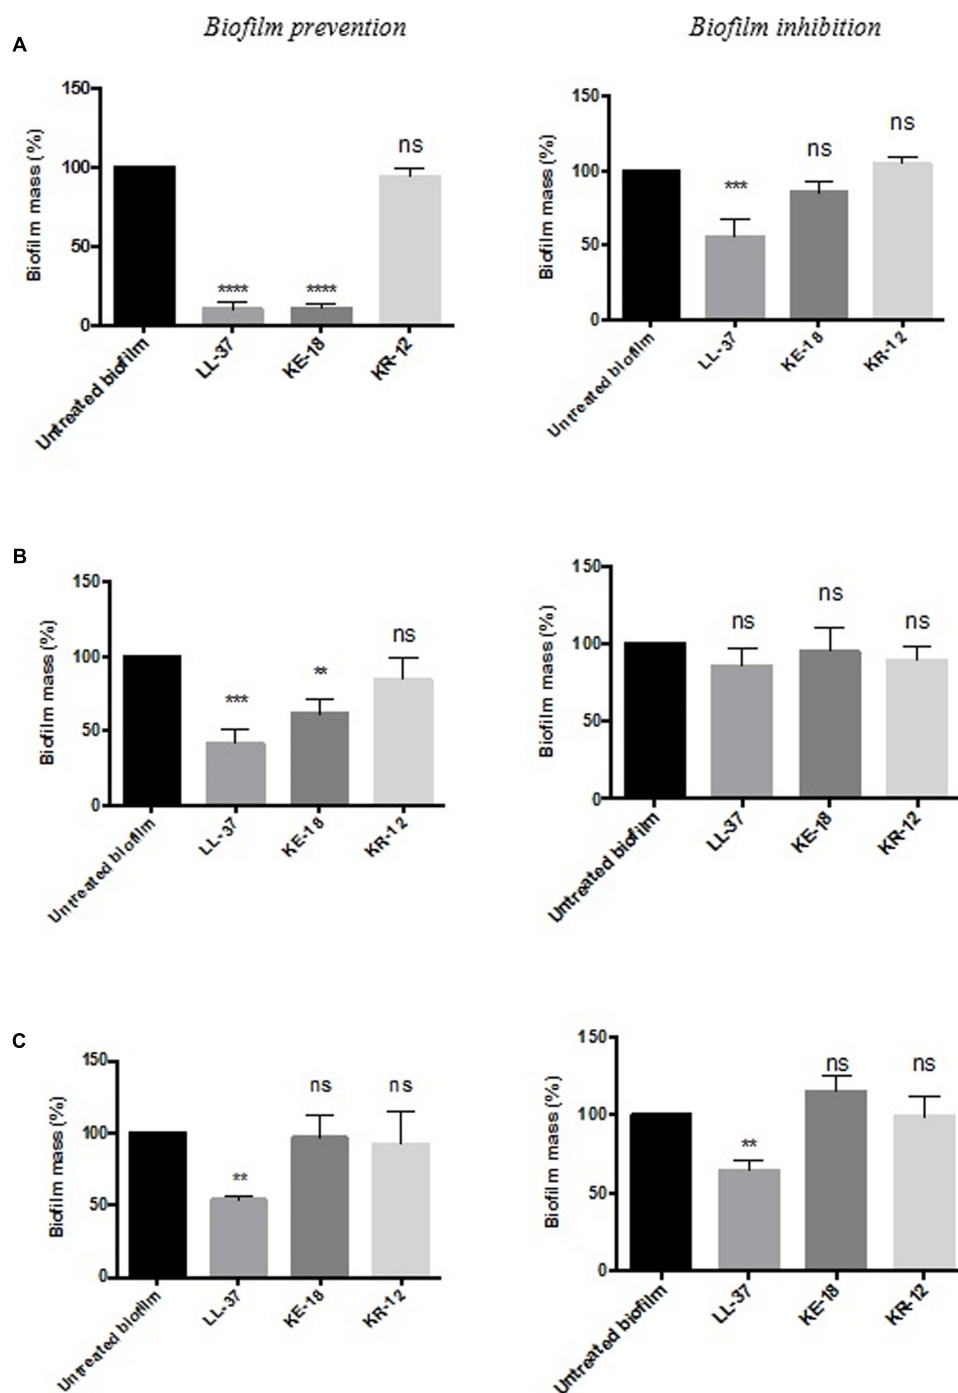 Biofilm prevention
Biofilm inhibition
A
Biofilm mass (%)
150
100
50
0
****
****
ns
Untreated biofilm
LL-37
KE-18
KR-12
Biofilm mass (%)
150
100
50
0
***
ns
ns
Untreated biofilm
LL-37
KE-18
KR-12
B
Biofilm mass (%)
150
100
50
0
***
**
ns
Untreated biofilm
LL-37
KE-18
KR-12
Biofilm mass (%)
150
100
50
0
ns
ns
ns
Untreated biofilm
LL-37
KE-18
KR-12
C
Biofilm mass (%)
150
100
50
0
**
ns
ns
Untreated biofilm
LL-37
KE-18
KR-12
Biofilm mass (%)
150
100
50
0
**
ns
ns
Untreated biofilm
LL-37
KE-18
KR-12